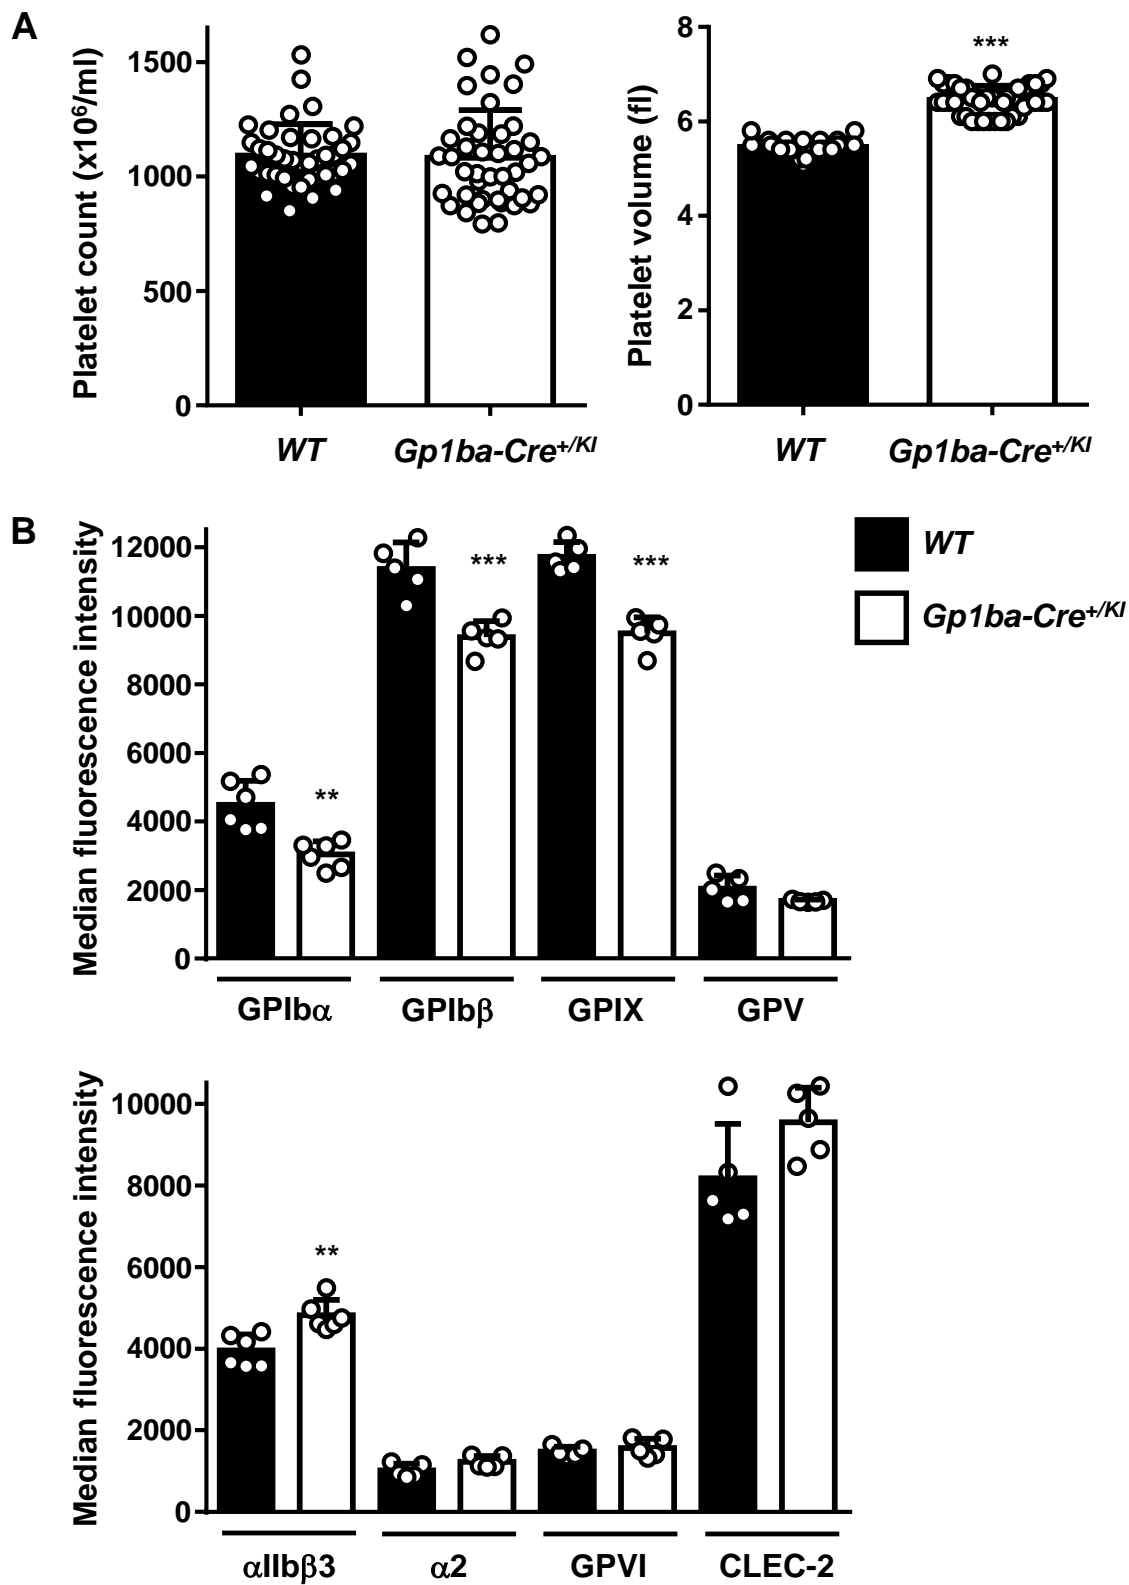 A
Platelet count (x10⁶/ml)
1500
1000
500
0
WT
Gp1ba-Cre⁺/ᴷᴵ
Platelet volume (fl)
8
6
4
2
0
***
WT
Gp1ba-Cre⁺/ᴷᴵ
B
Median fluorescence intensity
12000
10000
8000
6000
4000
2000
0
**
***
***
GPIbα
GPIbβ
GPIX
GPV
WT
Gp1ba-Cre⁺/ᴷᴵ
Median fluorescence intensity
10000
8000
6000
4000
2000
0
**
αIIbβ3
α2
GPVI
CLEC-2